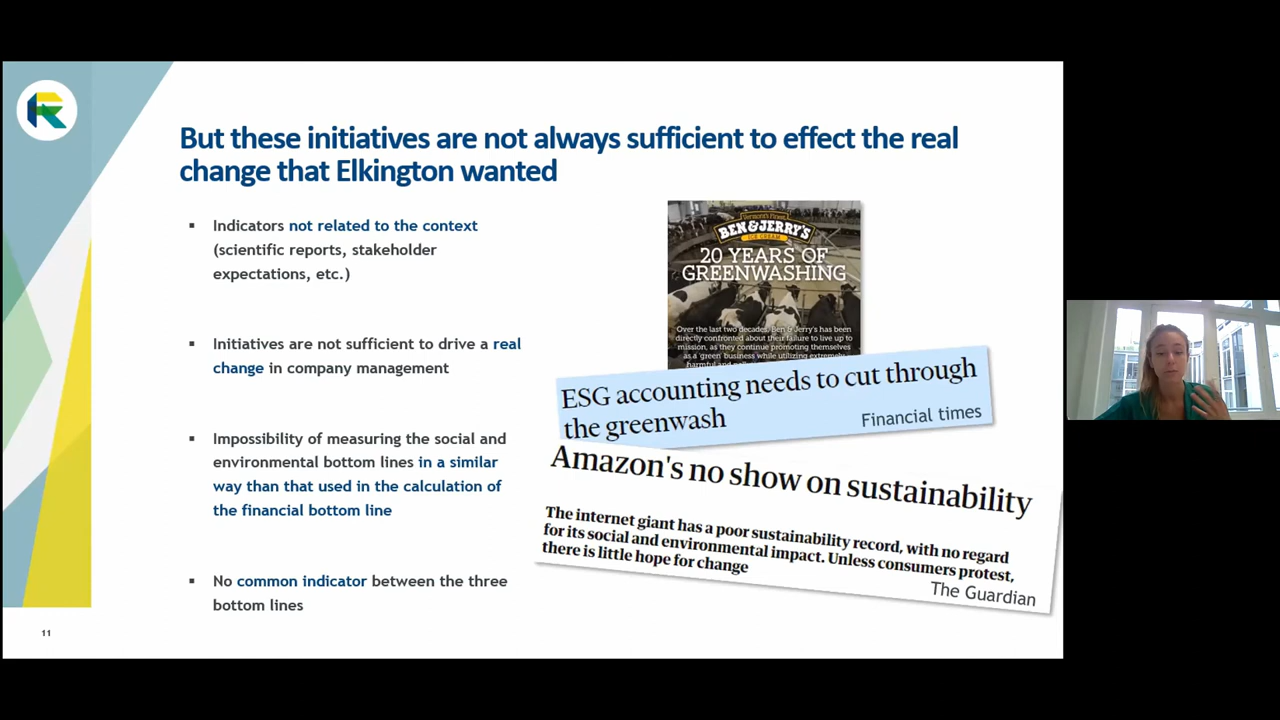 But these initiatives are not always sufficient to effect the real
change that Elkington wanted
▪ Indicators not related to the context
(scientific reports, stakeholder
expectations, etc.)
▪ Initiatives are not sufficient to drive a real
change in company management
▪ Impossibility of measuring the social and
environmental bottom lines in a similar
way than that used in the calculation of
the financial bottom line
▪ No common indicator between the three
bottom lines
11
Vermont's Finest
BEN & JERRY'S
ICE CREAM
20 YEARS OF
GREENWASHING
Over the last two decades, Ben & Jerry's has been
directly confronted about their failure to live up to
mission, as they continue promoting themselves
as a 'green' business while utilizing extremely
harmful and
ESG accounting needs to cut through
the greenwash
Financial times
Amazon's no show on sustainability
The internet giant has a poor sustainability record, with no regard
for its social and environmental impact. Unless consumers protest,
there is little hope for change
The Guardian